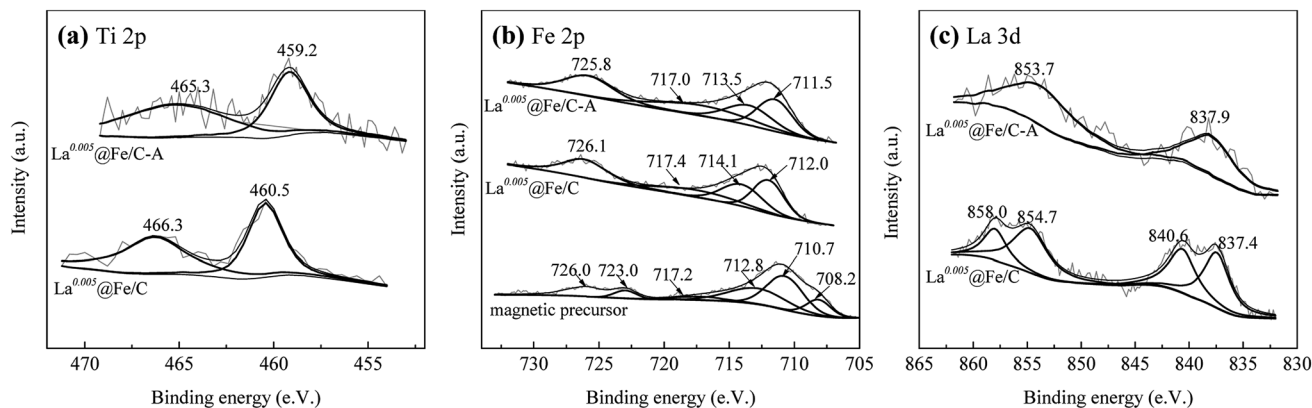 (a) Ti 2p
459.2
465.3
La0.005@Fe/C-A
460.5
466.3
La0.005@Fe/C
470 465 460 455
Binding energy (e.V.)
Intensity (a.u.)
(b) Fe 2p
725.8 717.0 713.5 711.5
La0.005@Fe/C-A
726.1 717.4 714.1 712.0
La0.005@Fe/C
726.0 723.0 717.2 712.8 710.7 708.2
magnetic precursor
730 725 720 715 710 705
Binding energy (e.V.)
Intensity (a.u.)
(c) La 3d
853.7
837.9
La0.005@Fe/C-A
858.0 854.7 840.6 837.4
La0.005@Fe/C
865 860 855 850 845 840 835 830
Binding energy (e.V.)
Intensity (a.u.)